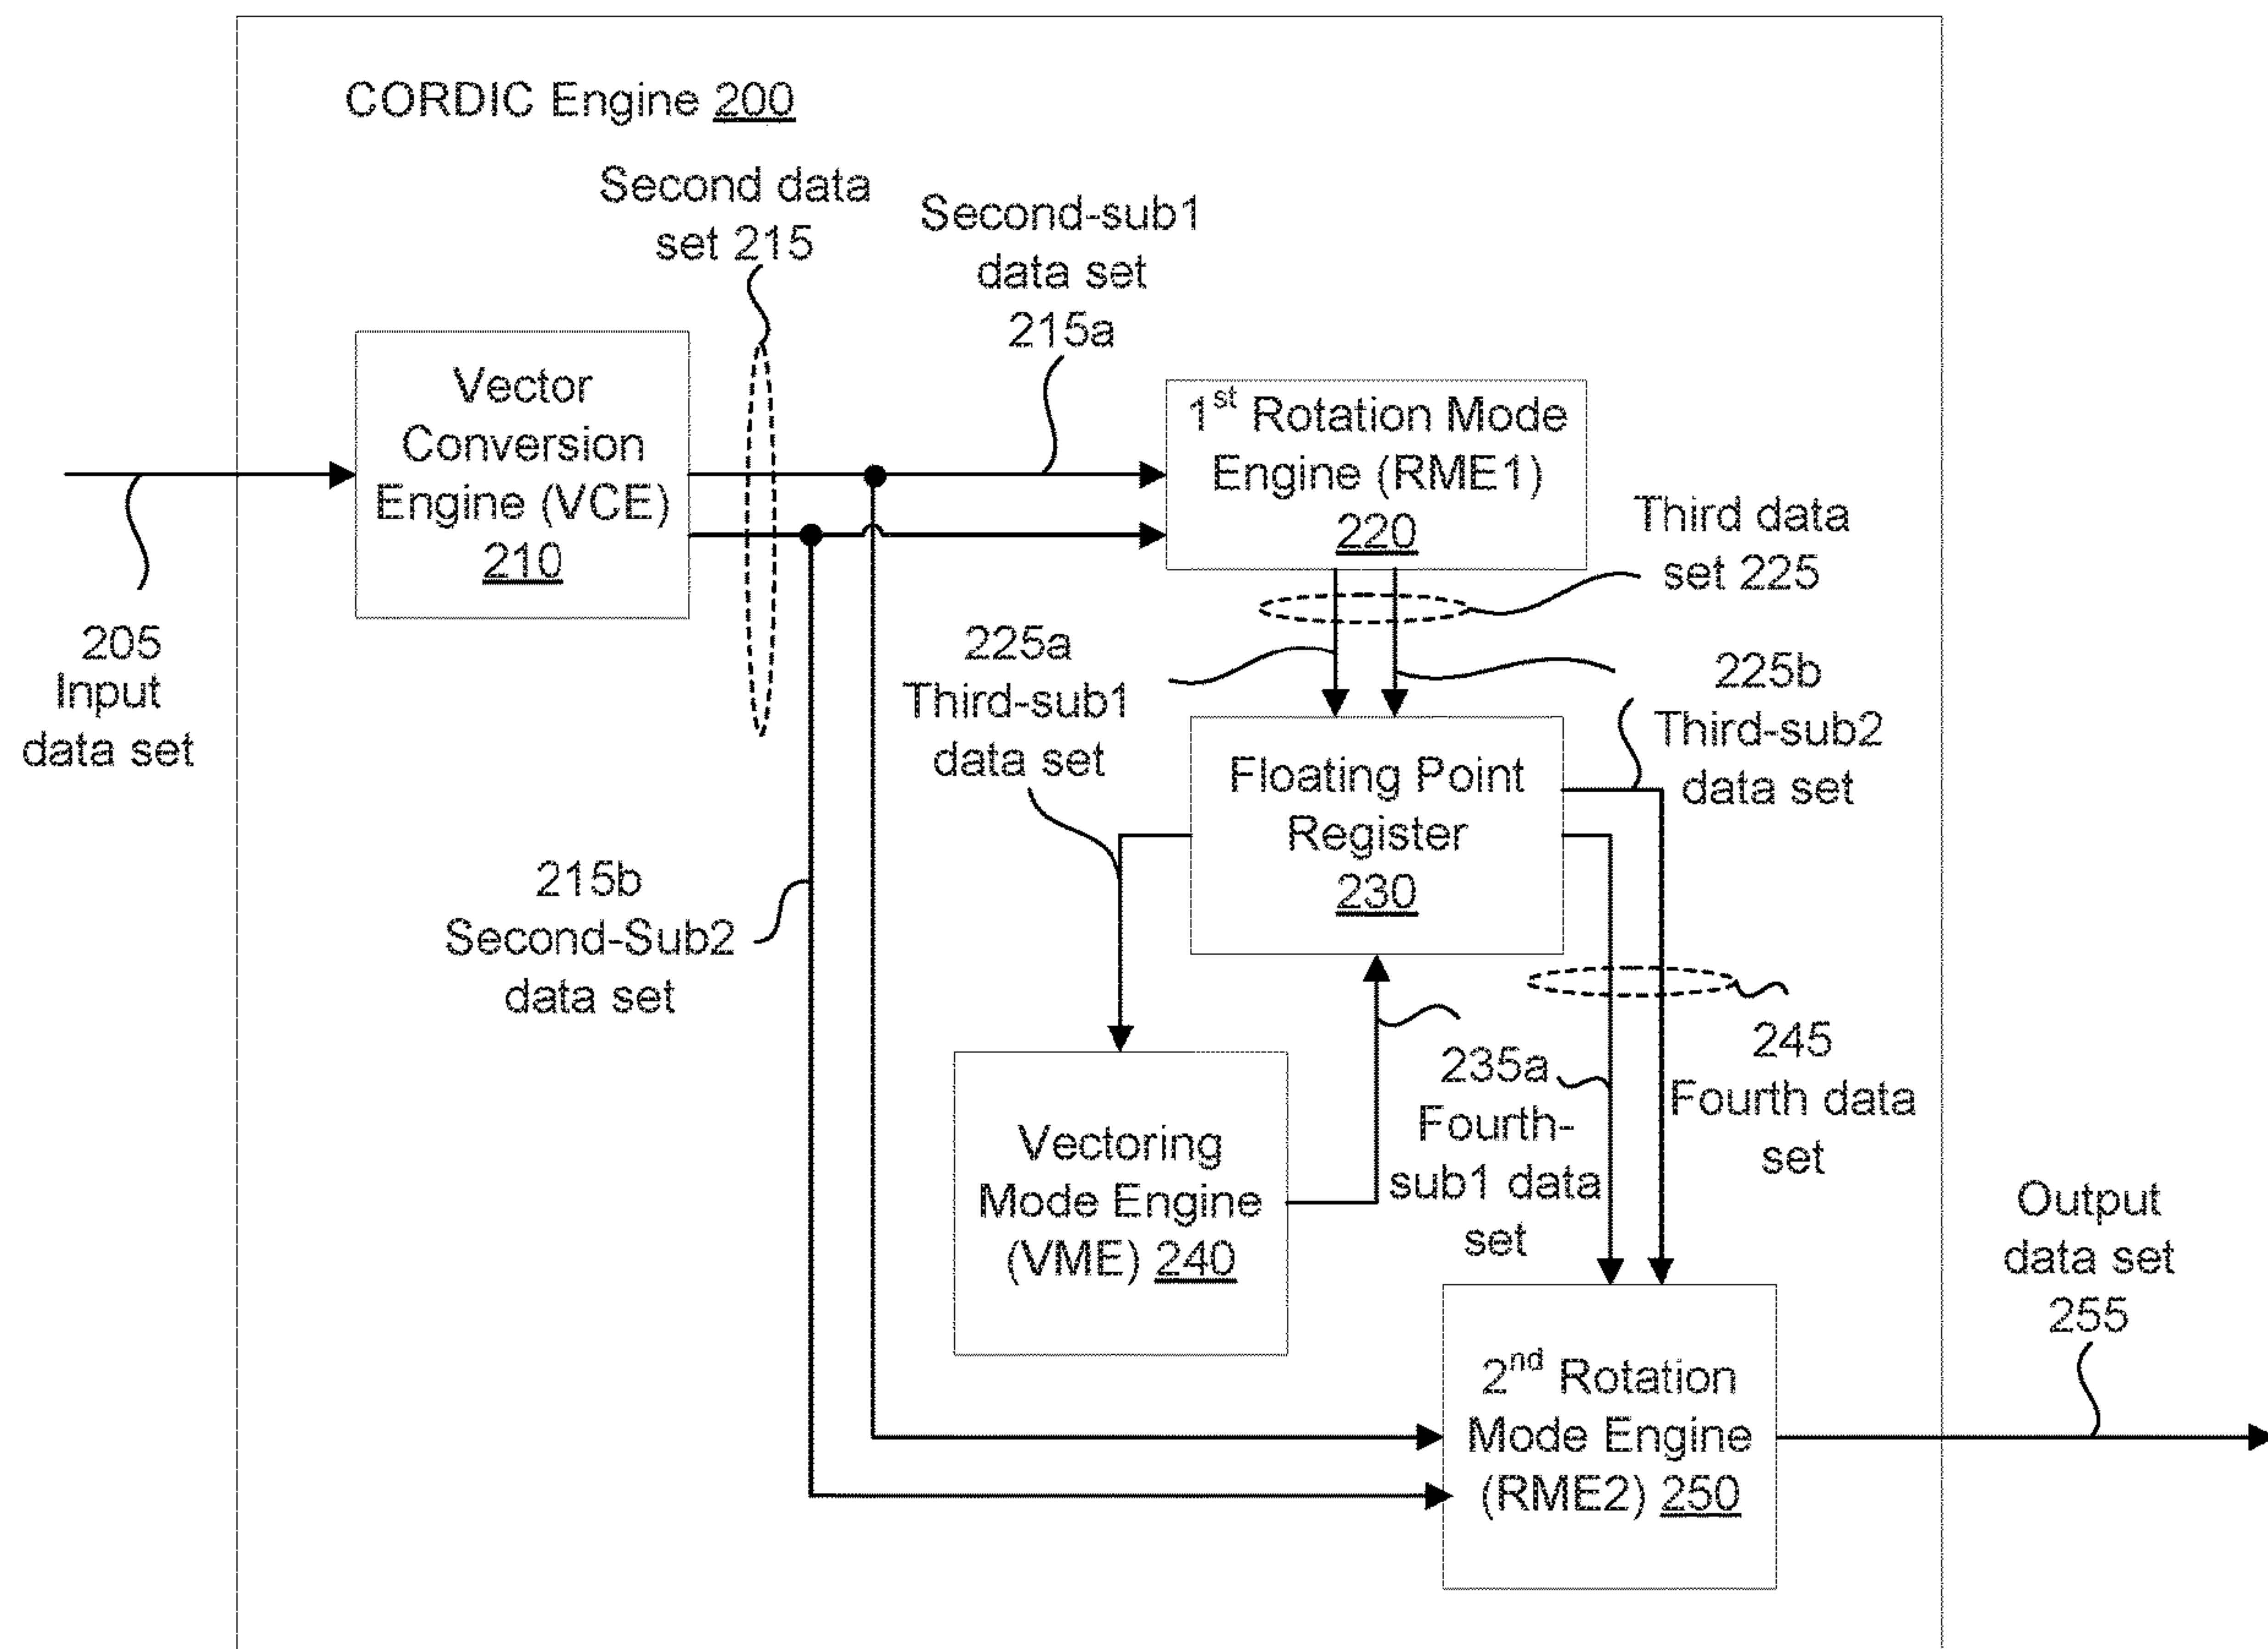 CORDIC Engine 200
Second data
set 215
Second-sub1
data set
215a
Vector
Conversion
Engine (VCE)
210
1st Rotation Mode
Engine (RME1)
220
Third data
set 225
205
Input
data set
225a
Third-sub1
data set
225b
Third-sub2
data set
Floating Point
Register
230
215b
Second-Sub2
data set
235a
Fourth-
sub1 data
set
245
Fourth data
set
Vectoring
Mode Engine
(VME) 240
Output
data set
255
2nd Rotation
Mode Engine
(RME2) 250